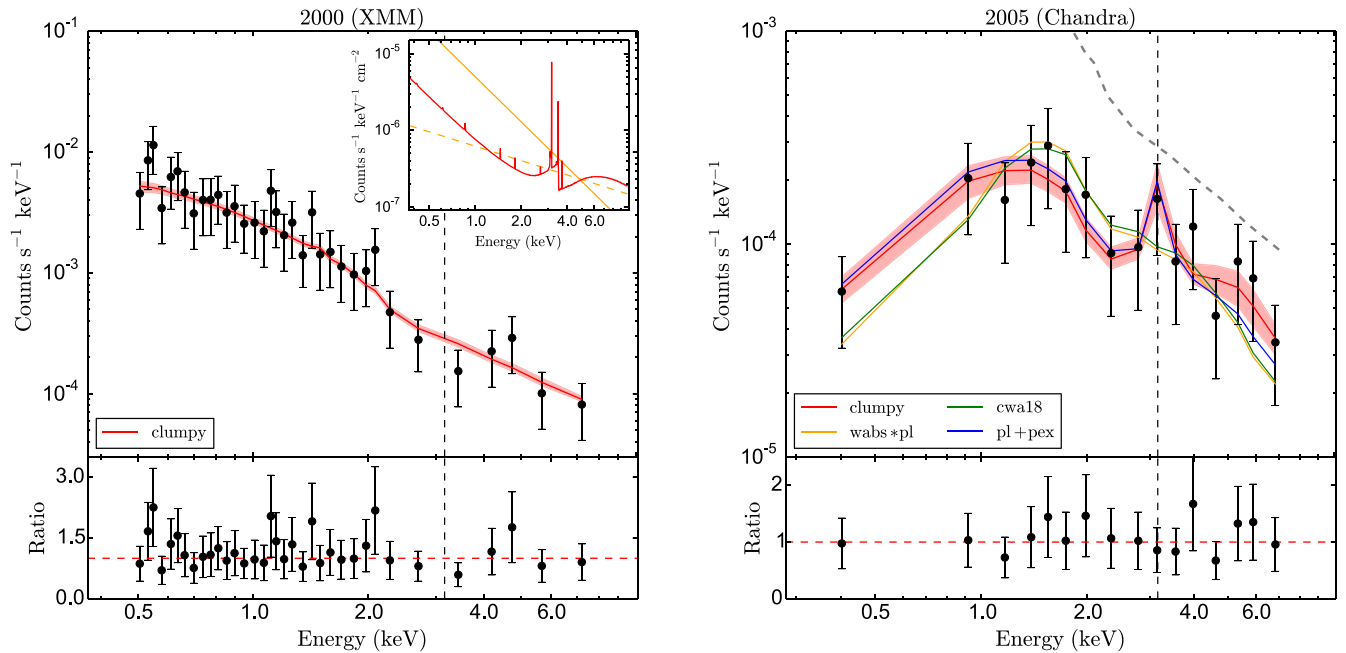 2000 (XMM)
10⁻¹
10⁻²
10⁻³
10⁻⁴
Counts s⁻¹ keV⁻¹
10⁻⁵
10⁻⁶
10⁻⁷
Counts s⁻¹ keV⁻¹ cm⁻²
0.5 1.0 2.0 4.0 6.0
Energy (keV)
clumpy
3.0
1.5
0.0
Ratio
0.5 1.0 2.0 4.0 6.0
Energy (keV)
2005 (Chandra)
10⁻³
10⁻⁴
10⁻⁵
Counts s⁻¹ keV⁻¹
clumpy
wabs*pl
cwa18
pl+pex
2
1
0
Ratio
0.5 1.0 2.0 4.0 6.0
Energy (keV)